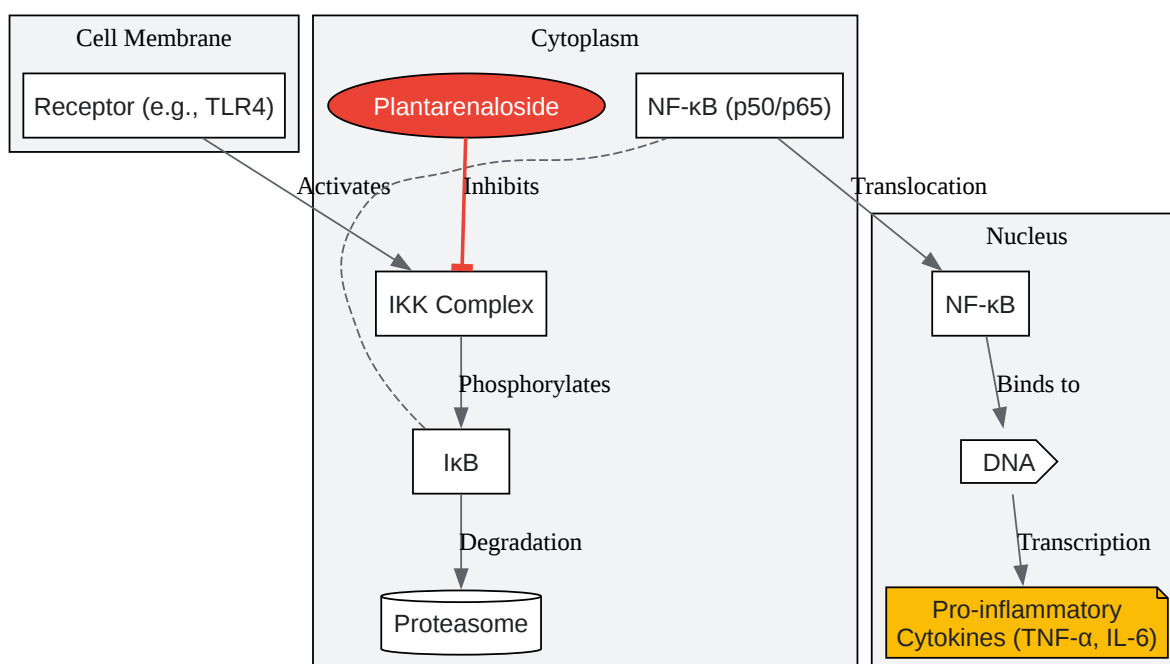 Cell Membrane
Cytoplasm
Receptor (e.g., TLR4)
Plantarenaloside
NF-κB (p50/p65)
Activates
Inhibits
Translocation
Nucleus
IKK Complex
NF-κB
Phosphorylates
Binds to
IκB
DNA
Degradation
Transcription
Proteasome
Pro-inflammatory
Cytokines (TNF-α, IL-6)